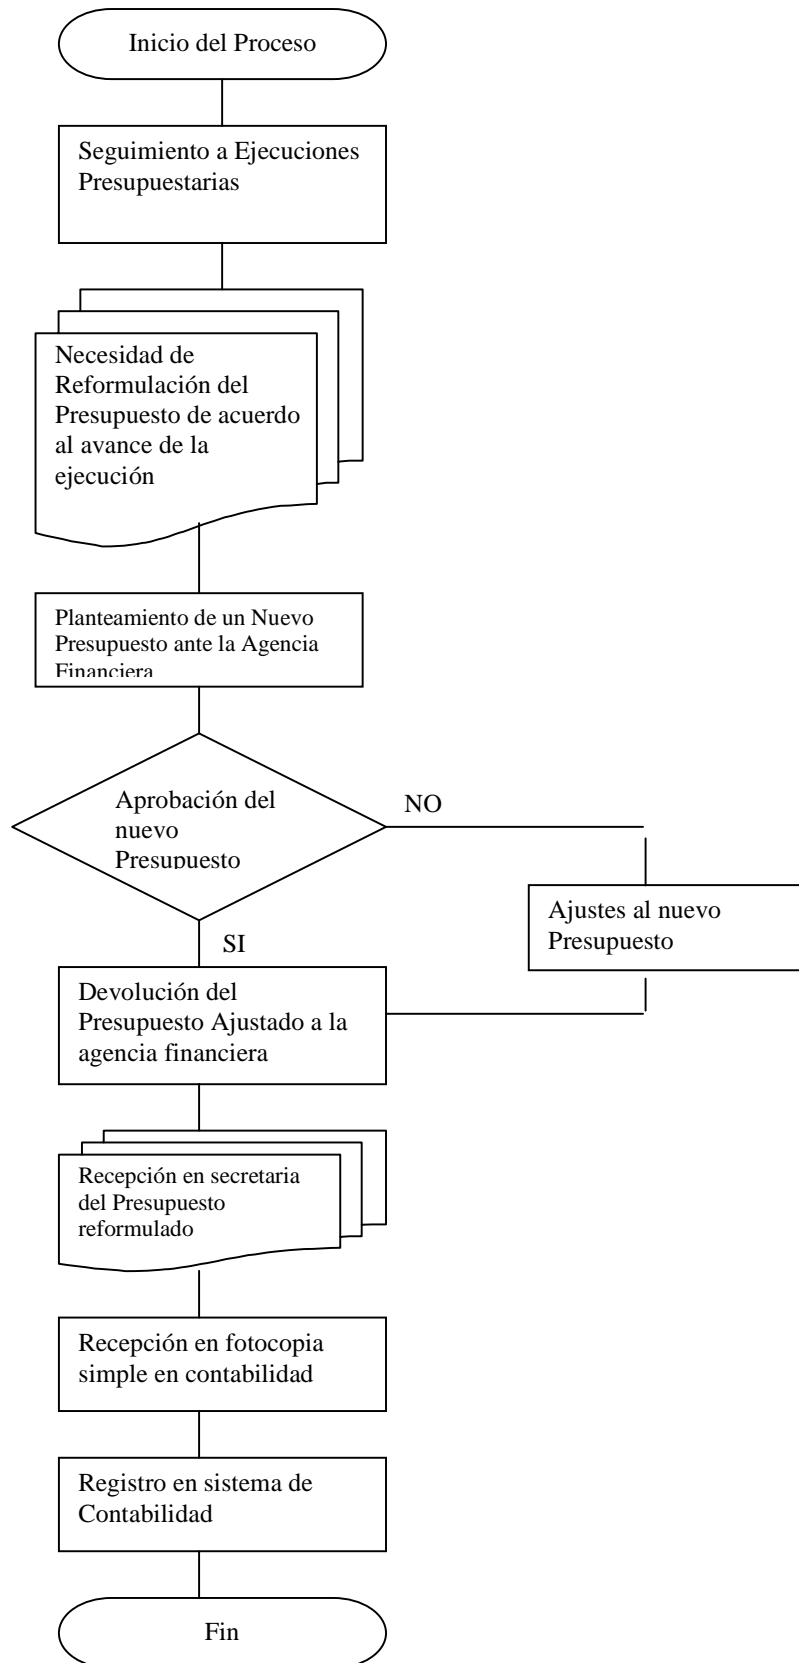 Inicio del Proceso
Seguimiento a Ejecuciones
Presupuestarias
Necesidad de
Reformulación del
Presupuesto de acuerdo
al avance de la
ejecución
Planteamiento de un Nuevo
Presupuesto ante la Agencia
Financiera
Aprobación del
nuevo
Presupuesto
NO
Ajustes al nuevo
Presupuesto
SI
Devolución del
Presupuesto Ajustado a la
agencia financiera
Recepción en secretaria
del Presupuesto
reformulado
Recepción en fotocopia
simple en contabilidad
Registro en sistema de
Contabilidad
Fin